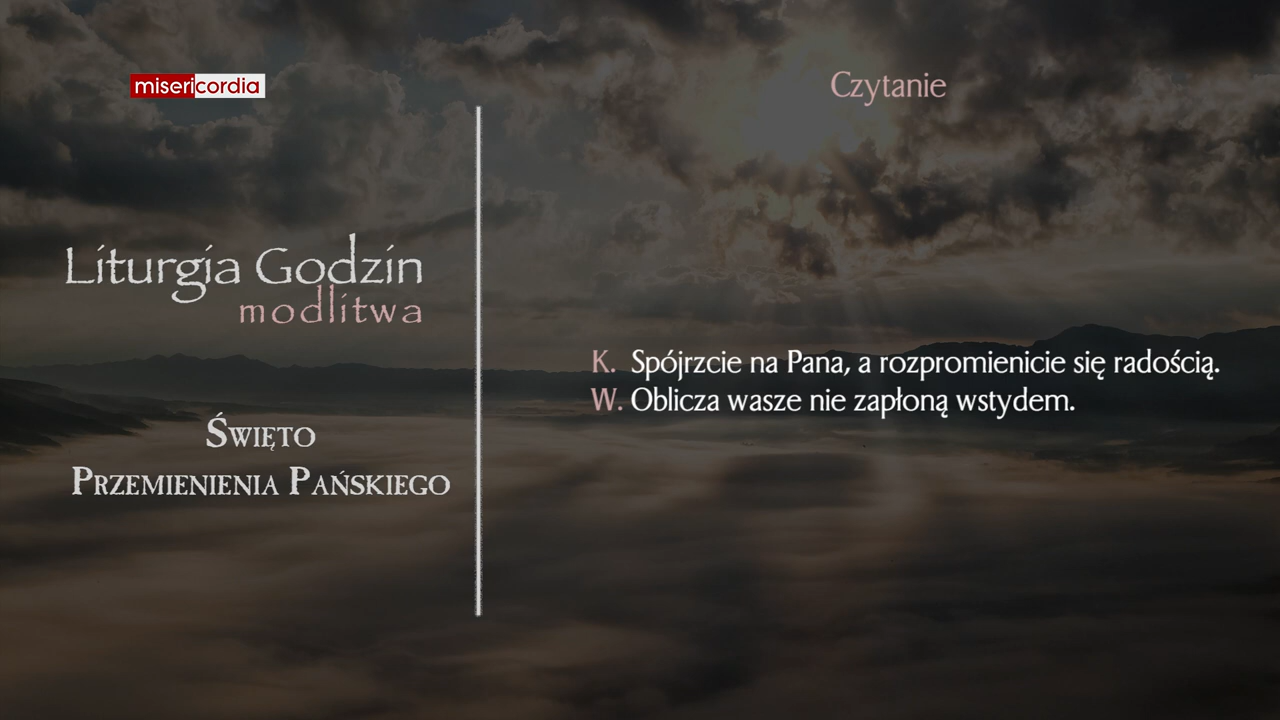 misericordia
Liturgia Godzin
modlitwa
Święto
Przemienienia Pańskiego
Czytanie
K. Spójrzcie na Pana, a rozpromienicie się radością.
W. Oblicza wasze nie zapłoną wstydem.